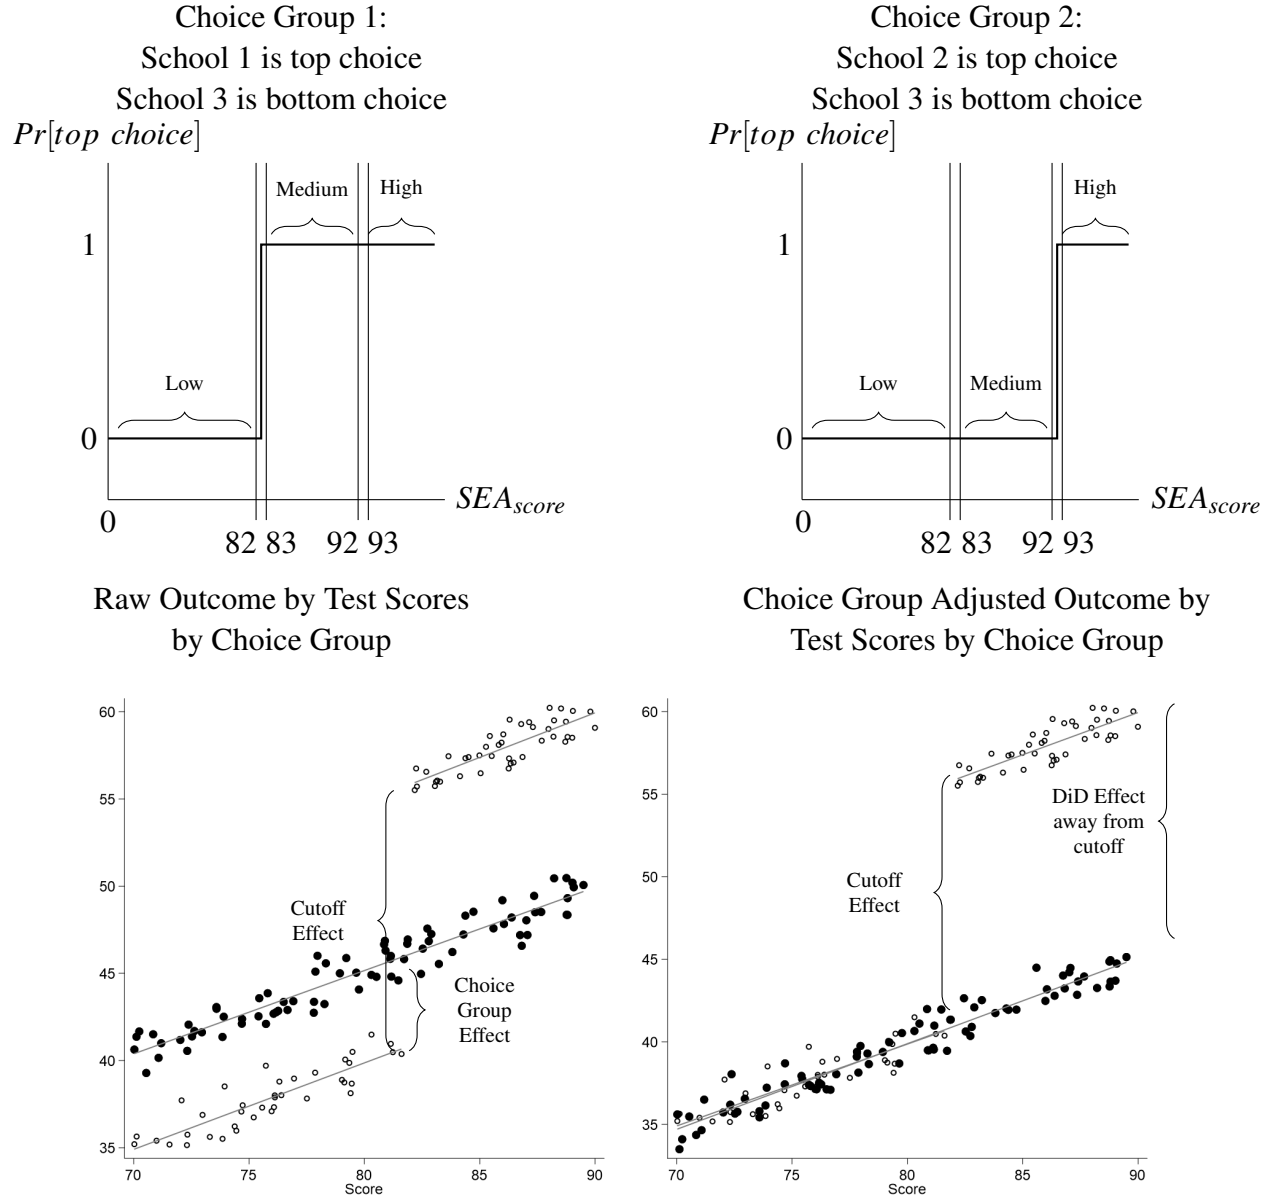 Choice Group 1:
School 1 is top choice
School 3 is bottom choice
Pr[top choice]
Medium
High
1
Low
0
SEAscore
0
82 83
92 93
Choice Group 2:
School 2 is top choice
School 3 is bottom choice
Pr[top choice]
High
1
Low
Medium
0
SEAscore
0
82 83
92 93
Raw Outcome by Test Scores
by Choice Group
60
55
50
45
40
35
Cutoff
Effect
Choice
Group
Effect
70
75
80
85
90
Score
Choice Group Adjusted Outcome by
Test Scores by Choice Group
60
55
50
45
40
35
DiD Effect
away from
cutoff
Cutoff
Effect
70
75
80
85
90
Score